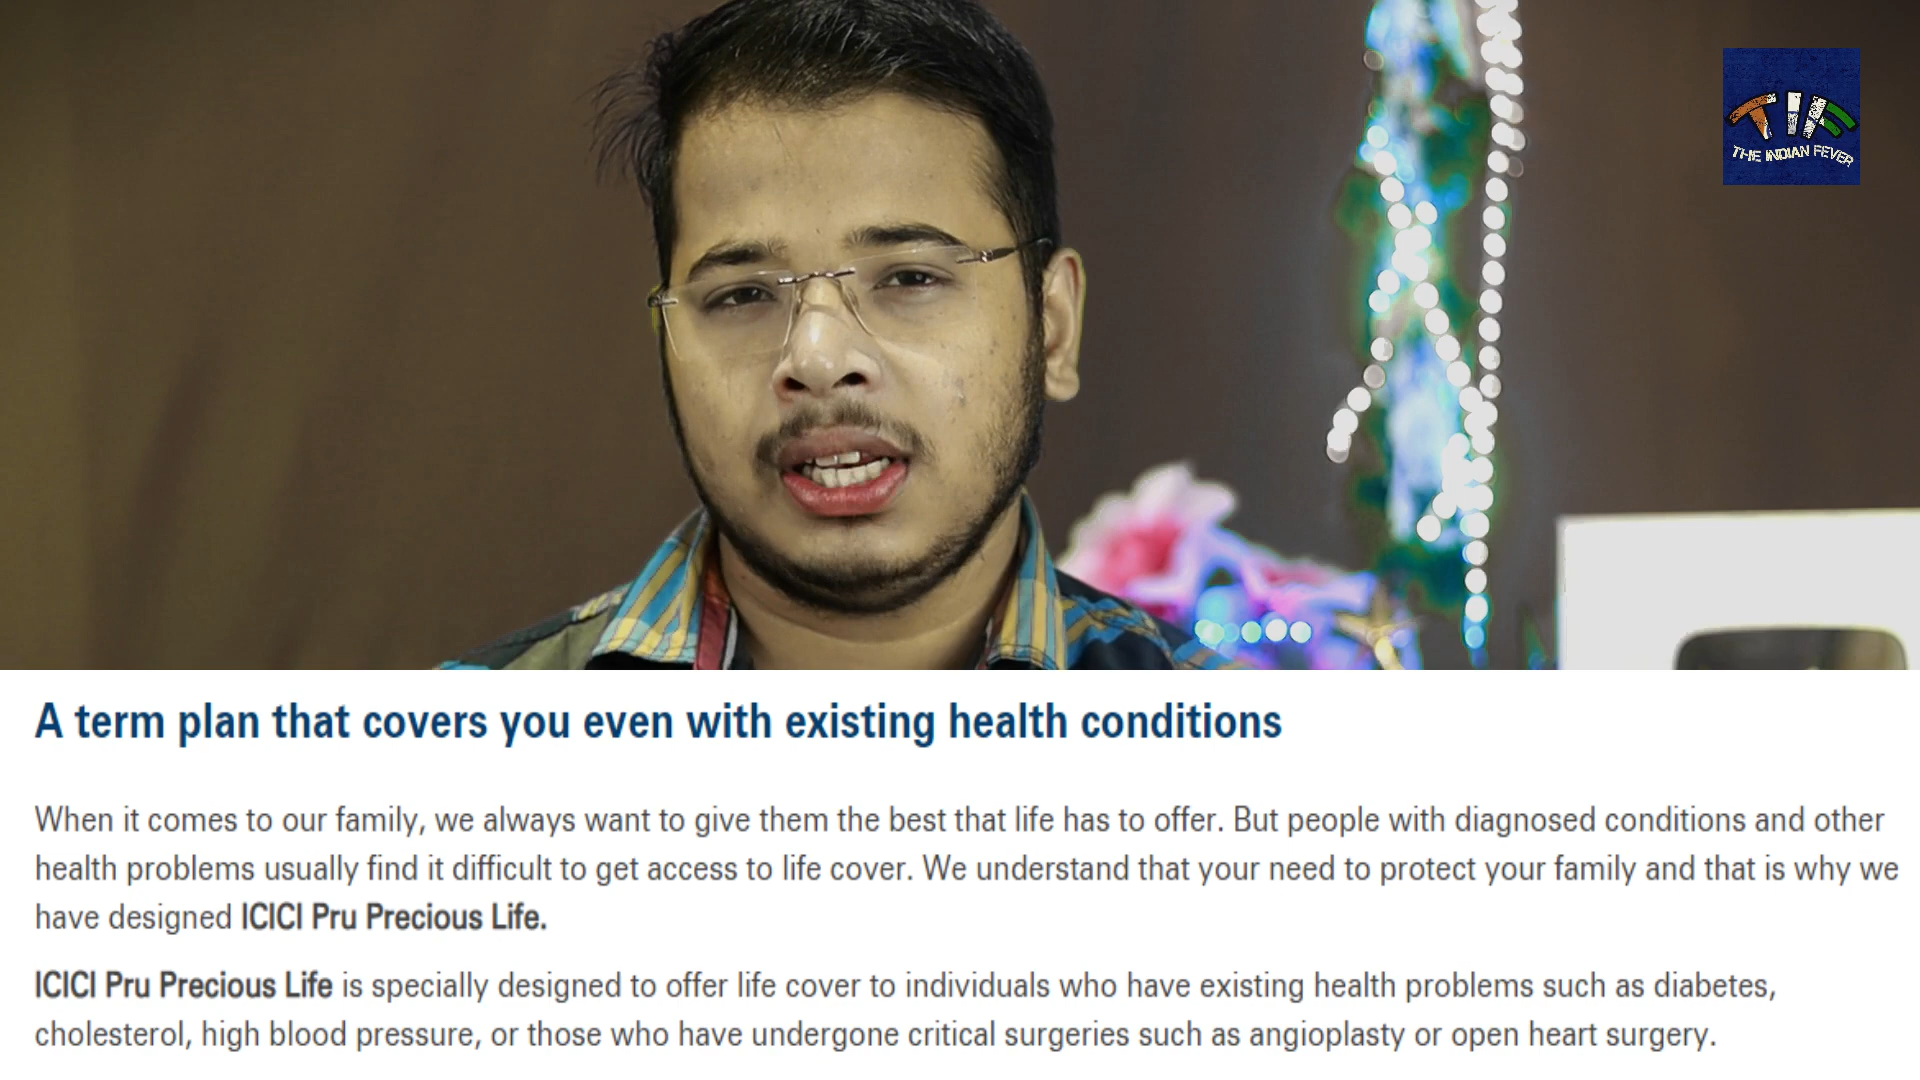 TIF
THE INDIAN FEVER
A term plan that covers you even with existing health conditions
When it comes to our family, we always want to give them the best that life has to offer. But people with diagnosed conditions and other
health problems usually find it difficult to get access to life cover. We understand that your need to protect your family and that is why we
have designed ICICI Pru Precious Life.
ICICI Pru Precious Life is specially designed to offer life cover to individuals who have existing health problems such as diabetes,
cholesterol, high blood pressure, or those who have undergone critical surgeries such as angioplasty or open heart surgery.